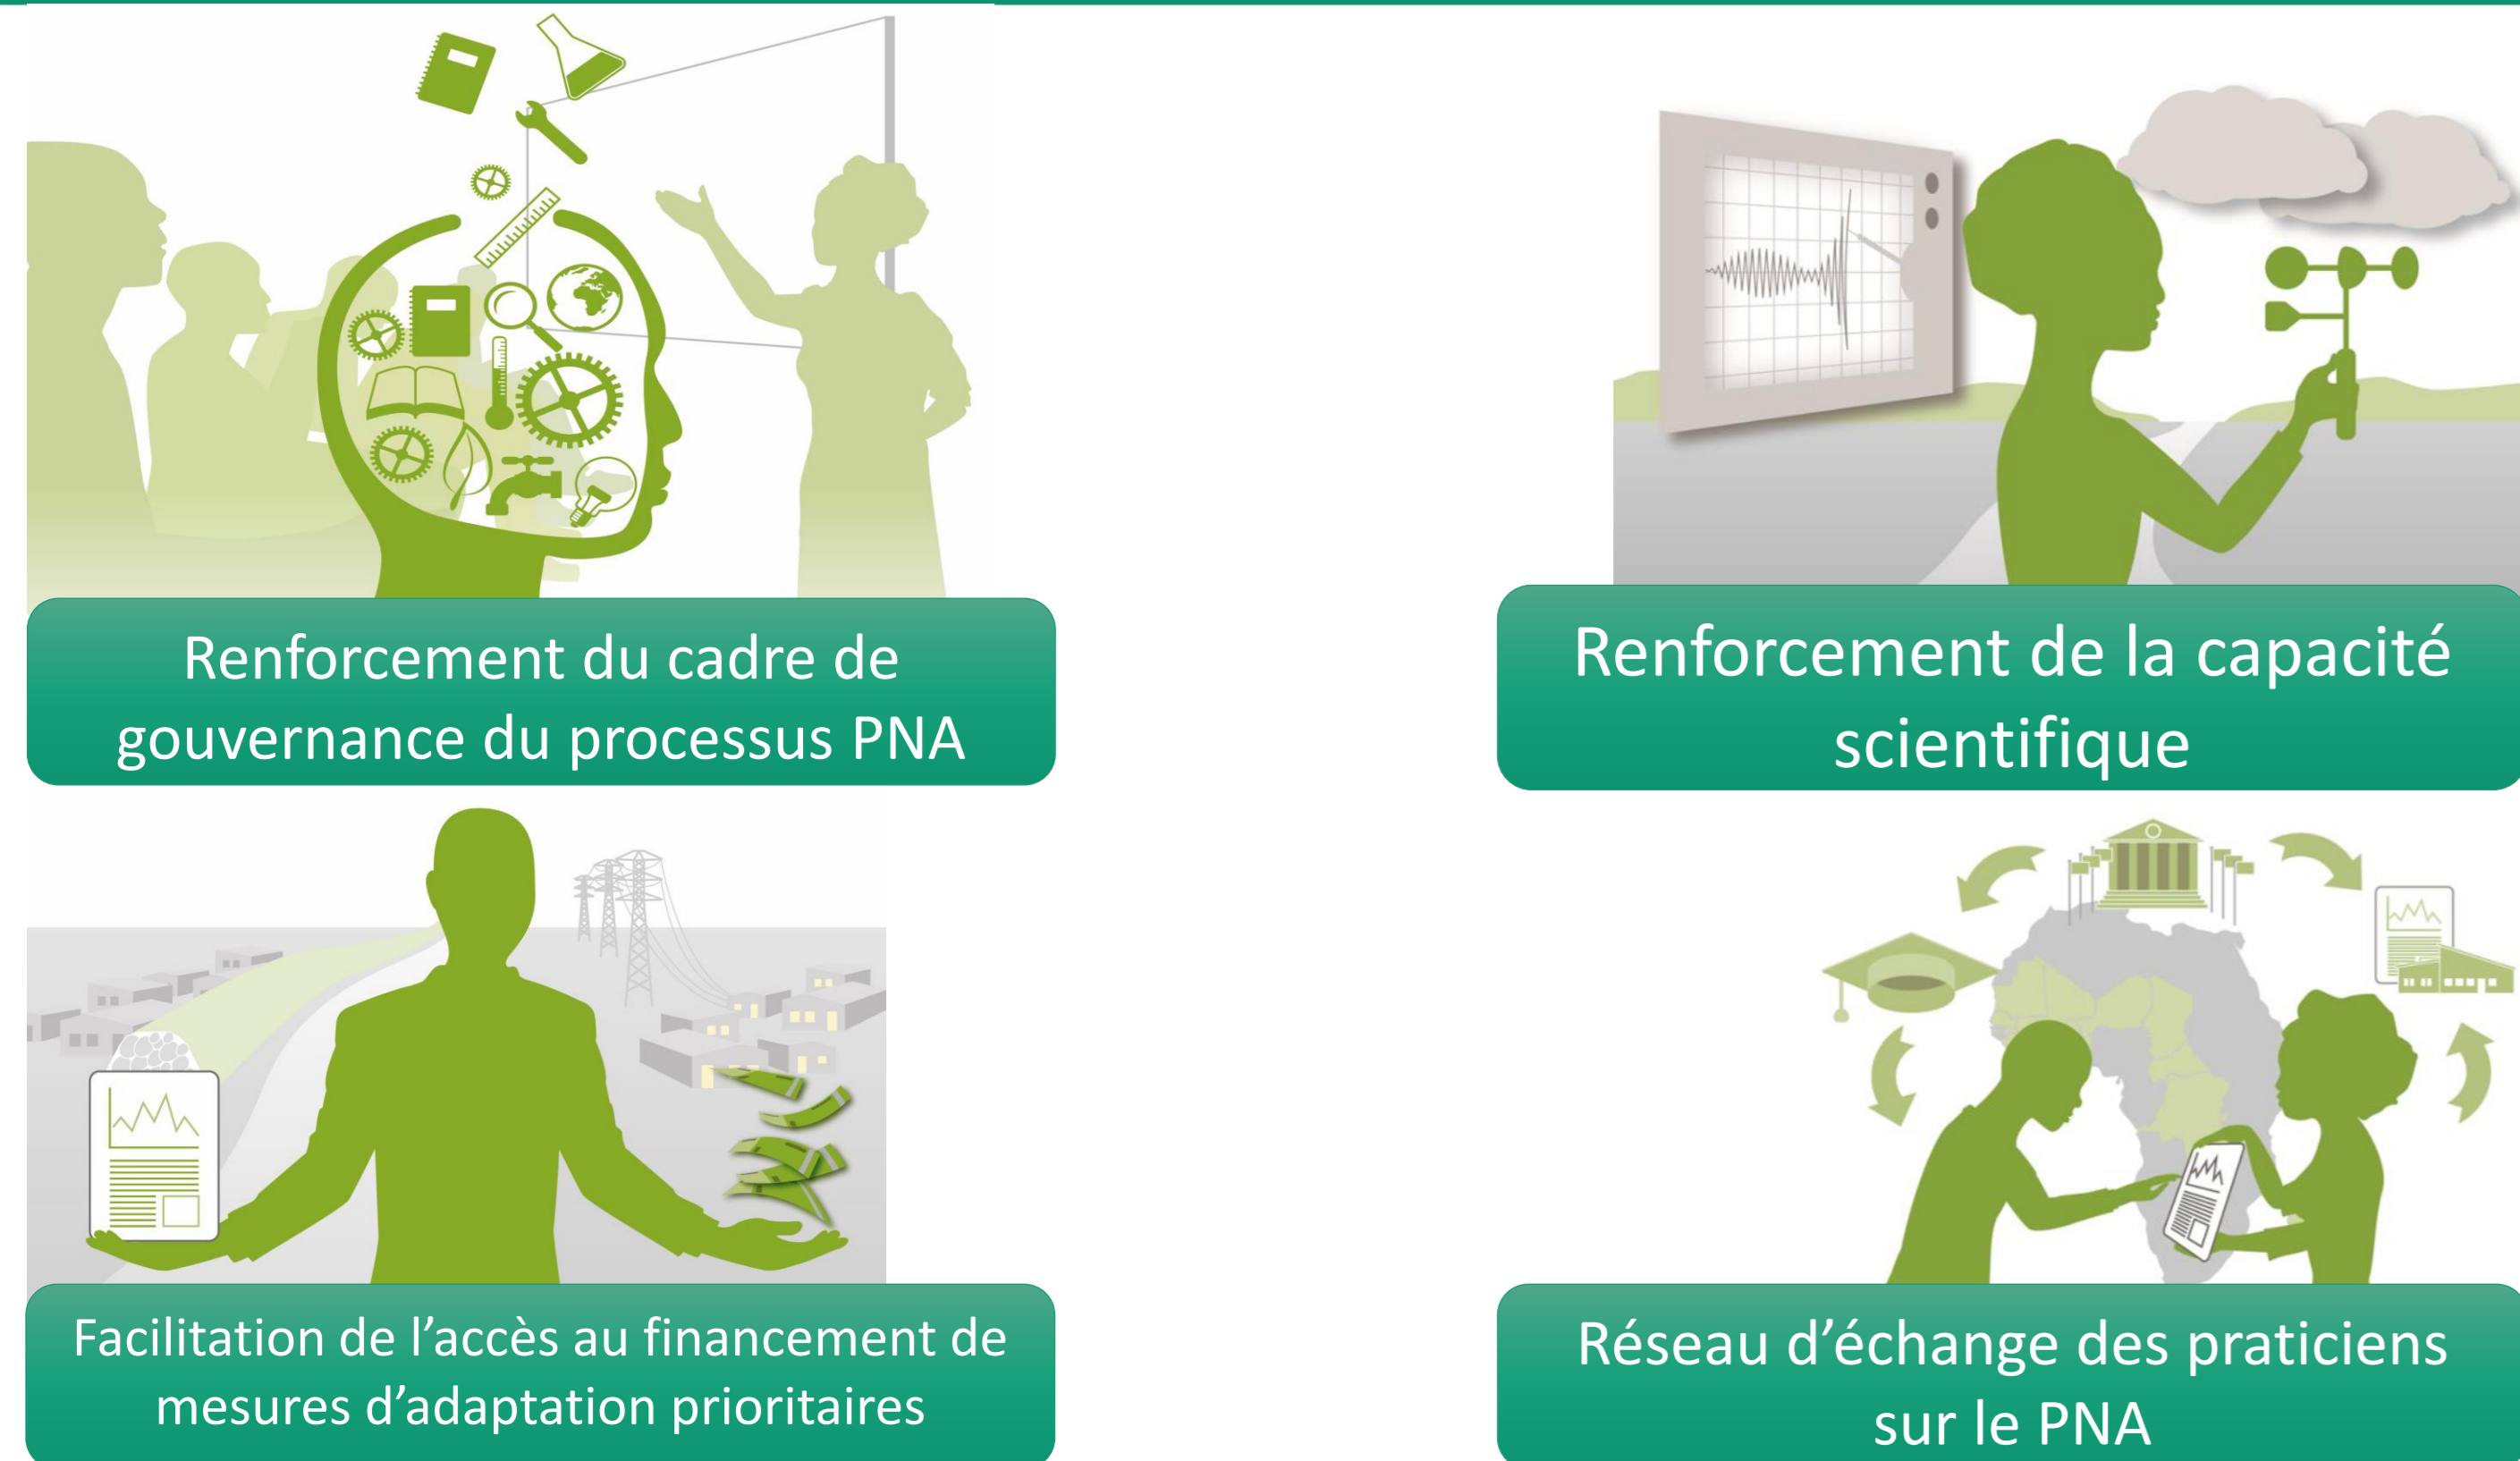 Renforcement du cadre de
gouvernance du processus PNA
Renforcement de la capacité
scientifique
Facilitation de l’accès au financement de
mesures d’adaptation prioritaires
Réseau d’échange des praticiens
sur le PNA